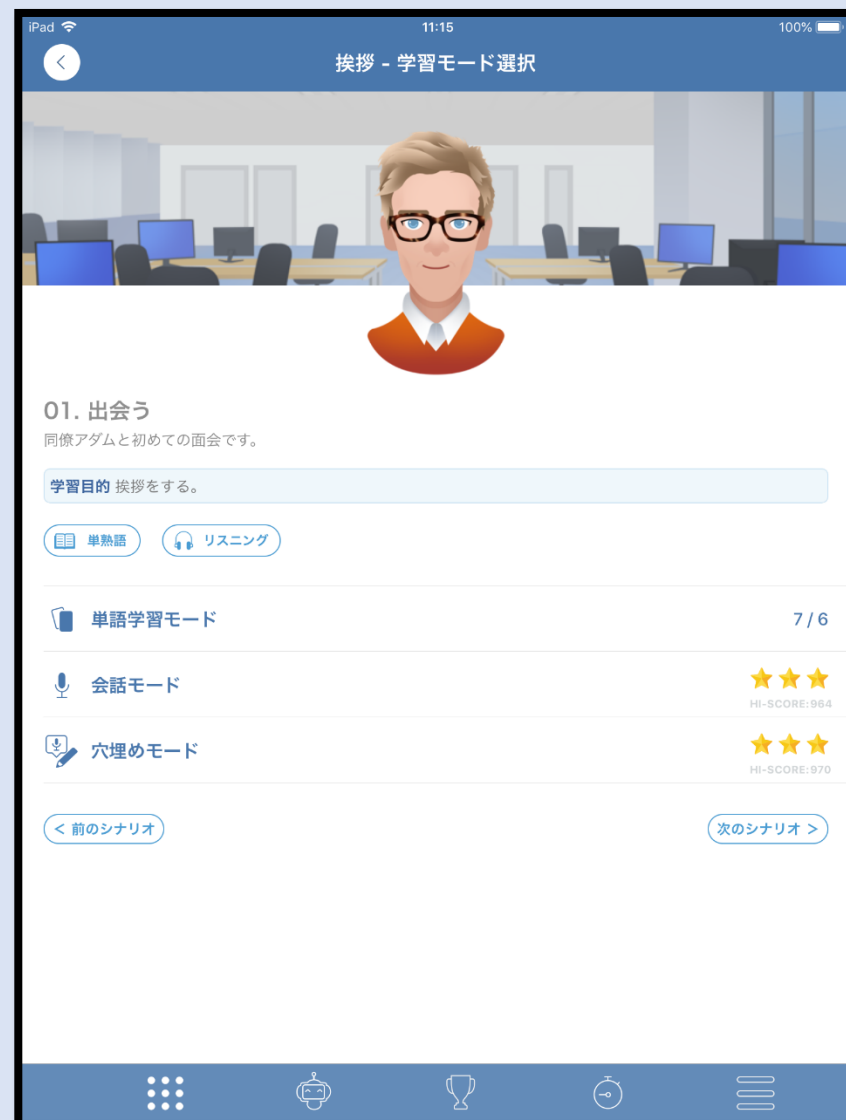 iPad 11:15 100%
挨拶 - 学習モード選択
01. 出会う
同僚アダムと初めての面会です。
学習目的 挨拶をする。
単熟語 リスニング
単語学習モード 7 / 6
会話モード
HI-SCORE:964
穴埋めモード
HI-SCORE:970
< 前のシナリオ 次のシナリオ >